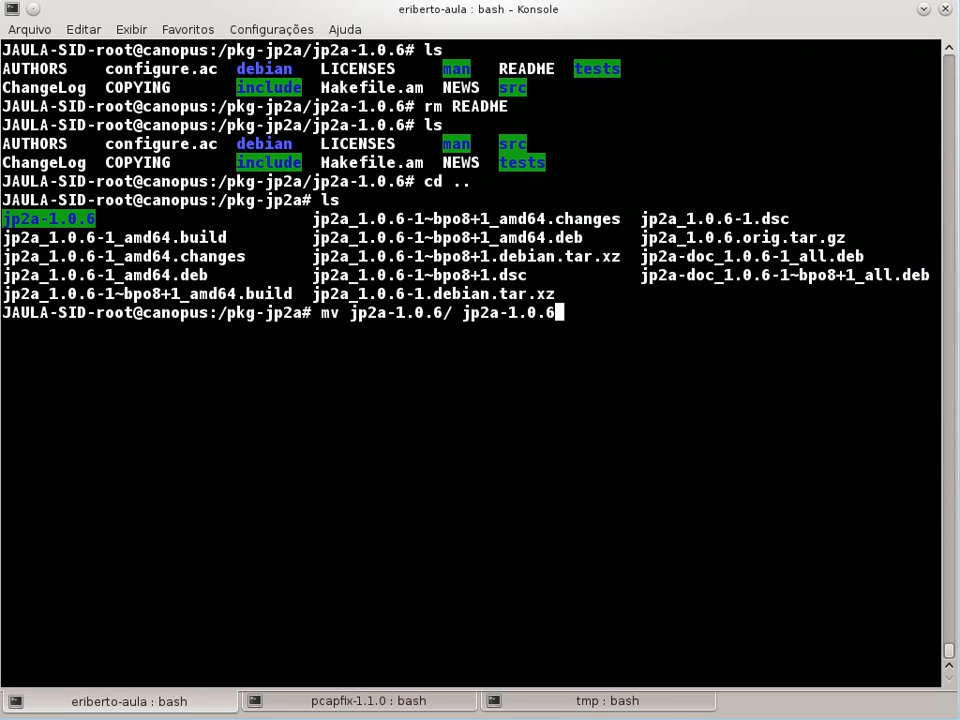 eriberto-aula : bash – Konsole
Arquivo Editar Exibir Favoritos Configurações Ajuda
JAULA-SID-root@canopus:/pkg-jp2a/jp2a-1.0.6# ls
AUTHORS configure.ac debian LICENSES man README tests
ChangeLog COPYING include Makefile.am NEWS src
JAULA-SID-root@canopus:/pkg-jp2a/jp2a-1.0.6# rm README
JAULA-SID-root@canopus:/pkg-jp2a/jp2a-1.0.6# ls
AUTHORS configure.ac debian LICENSES man src
ChangeLog COPYING include Makefile.am NEWS tests
JAULA-SID-root@canopus:/pkg-jp2a/jp2a-1.0.6# cd ..
JAULA-SID-root@canopus:/pkg-jp2a# ls
jp2a-1.0.6 jp2a_1.0.6-1~bpo8+1_amd64.changes jp2a_1.0.6-1.dsc
jp2a_1.0.6-1_amd64.build jp2a_1.0.6-1~bpo8+1_amd64.deb jp2a_1.0.6.orig.tar.gz
jp2a_1.0.6-1_amd64.changes jp2a_1.0.6-1~bpo8+1.debian.tar.xz jp2a-doc_1.0.6-1_all.deb
jp2a_1.0.6-1_amd64.deb jp2a_1.0.6-1~bpo8+1.dsc jp2a-doc_1.0.6-1~bpo8+1_all.deb
jp2a_1.0.6-1~bpo8+1_amd64.build jp2a_1.0.6-1.debian.tar.xz
JAULA-SID-root@canopus:/pkg-jp2a# mv jp2a-1.0.6/ jp2a-1.0.6
eriberto-aula : bash pcapfix-1.1.0 : bash tmp : bash